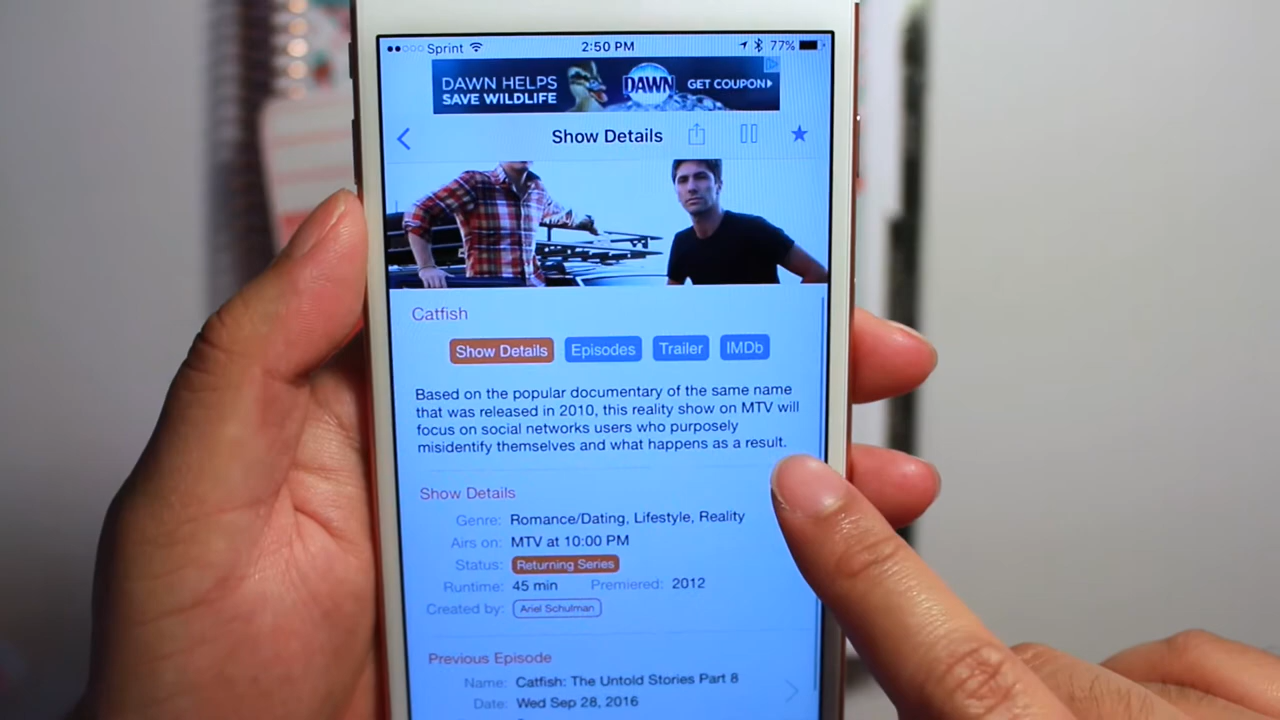 Sprint 2:50 PM 77%
DAWN HELPS
SAVE WILDLIFE
DAWN
GET COUPON
Show Details
Catfish
Show Details Episodes Trailer IMDb
Based on the popular documentary of the same name
that was released in 2010, this reality show on MTV will
focus on social networks users who purposely
misidentify themselves and what happens as a result.
Show Details
Genre: Romance/Dating, Lifestyle, Reality
Airs on: MTV at 10:00 PM
Status: Returning Series
Runtime: 45 min Premiered: 2012
Created by: Ariel Schulman
Previous Episode
Name: Catfish: The Untold Stories Part 8
Date: Wed Sep 28, 2016